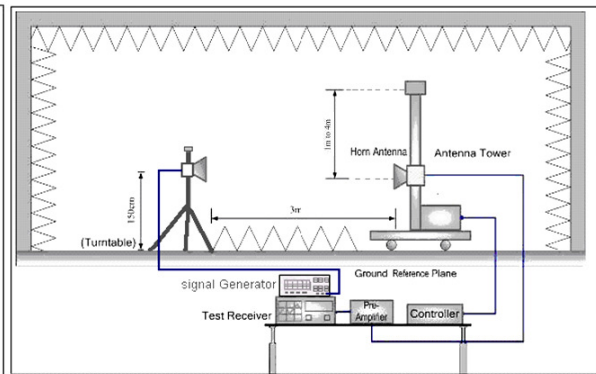 1m to 4m
Horn Antenna
Antenna Tower
150cm
3m
(Turntable)
Ground Reference Plane
signal Generator
Test Receiver
Pre-
Amplifier
Controller